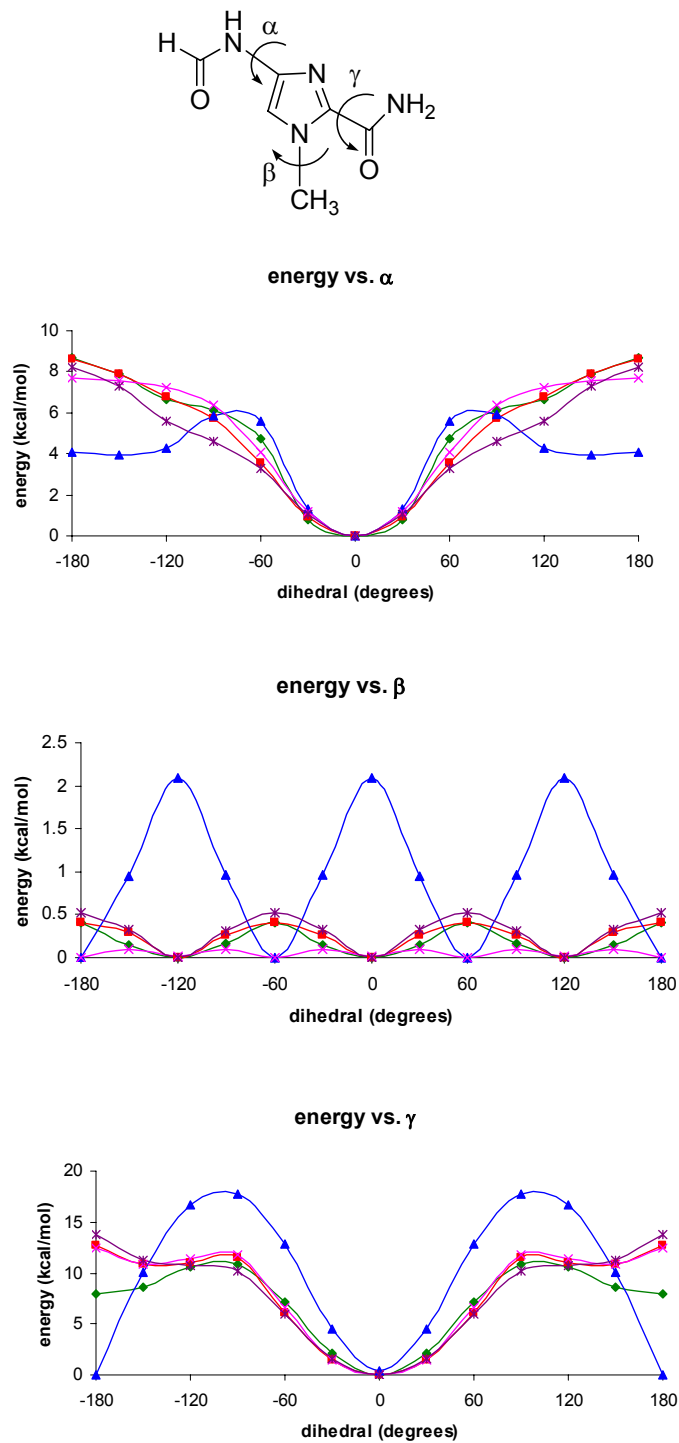 H
H
N
α
O
N
γ
NH2
N
O
β
CH3
energy vs. α
10
8
6
4
2
0
energy (kcal/mol)
-180 -120 -60 0 60 120 180
dihedral (degrees)
energy vs. β
2.5
2
1.5
1
0.5
0
energy (kcal/mol)
-180 -120 -60 0 60 120 180
dihedral (degrees)
energy vs. γ
20
15
10
5
0
energy (kcal/mol)
-180 -120 -60 0 60 120 180
dihedral (degrees)